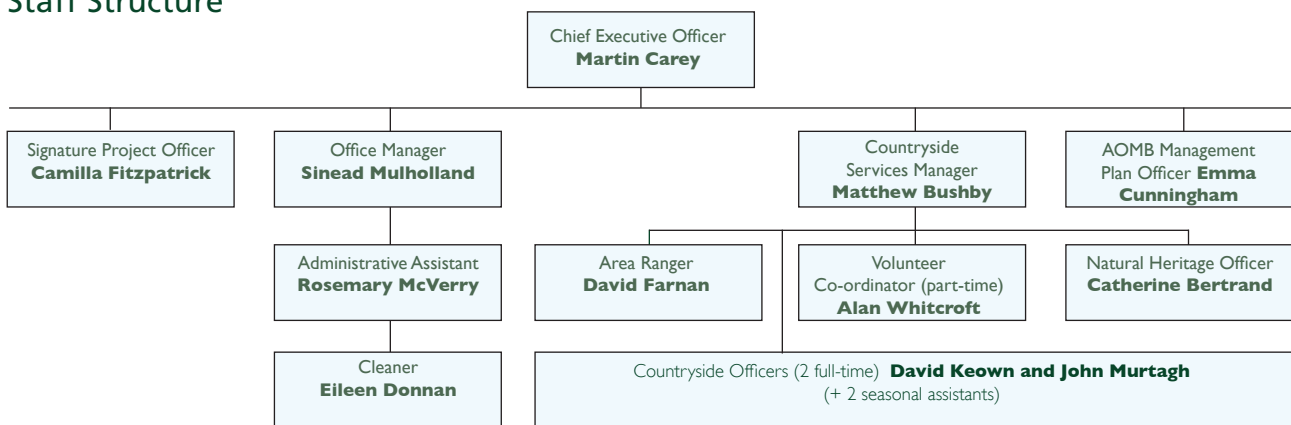 Staff Structure
Chief Executive Officer
Martin Carey
Signature Project Officer
Camilla Fitzpatrick
Office Manager
Sinead Mulholland
Countryside
Services Manager
Matthew Bushby
AOMB Management
Plan Officer Emma
Cunningham
Administrative Assistant
Rosemary McVerry
Area Ranger
David Farnan
Volunteer
Co-ordinator (part-time)
Alan Whitcroft
Natural Heritage Officer
Catherine Bertrand
Cleaner
Eileen Donnan
Countryside Officers (2 full-time) David Keown and John Murtagh
(+ 2 seasonal assistants)